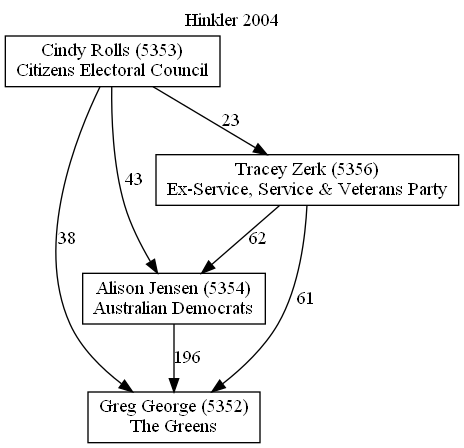 Hinkler 2004
Cindy Rolls (5353)
Citizens Electoral Council
23
Tracey Zerk (5356)
Ex-Service, Service & Veterans Party
43
38
62
61
Alison Jensen (5354)
Australian Democrats
196
Greg George (5352)
The Greens